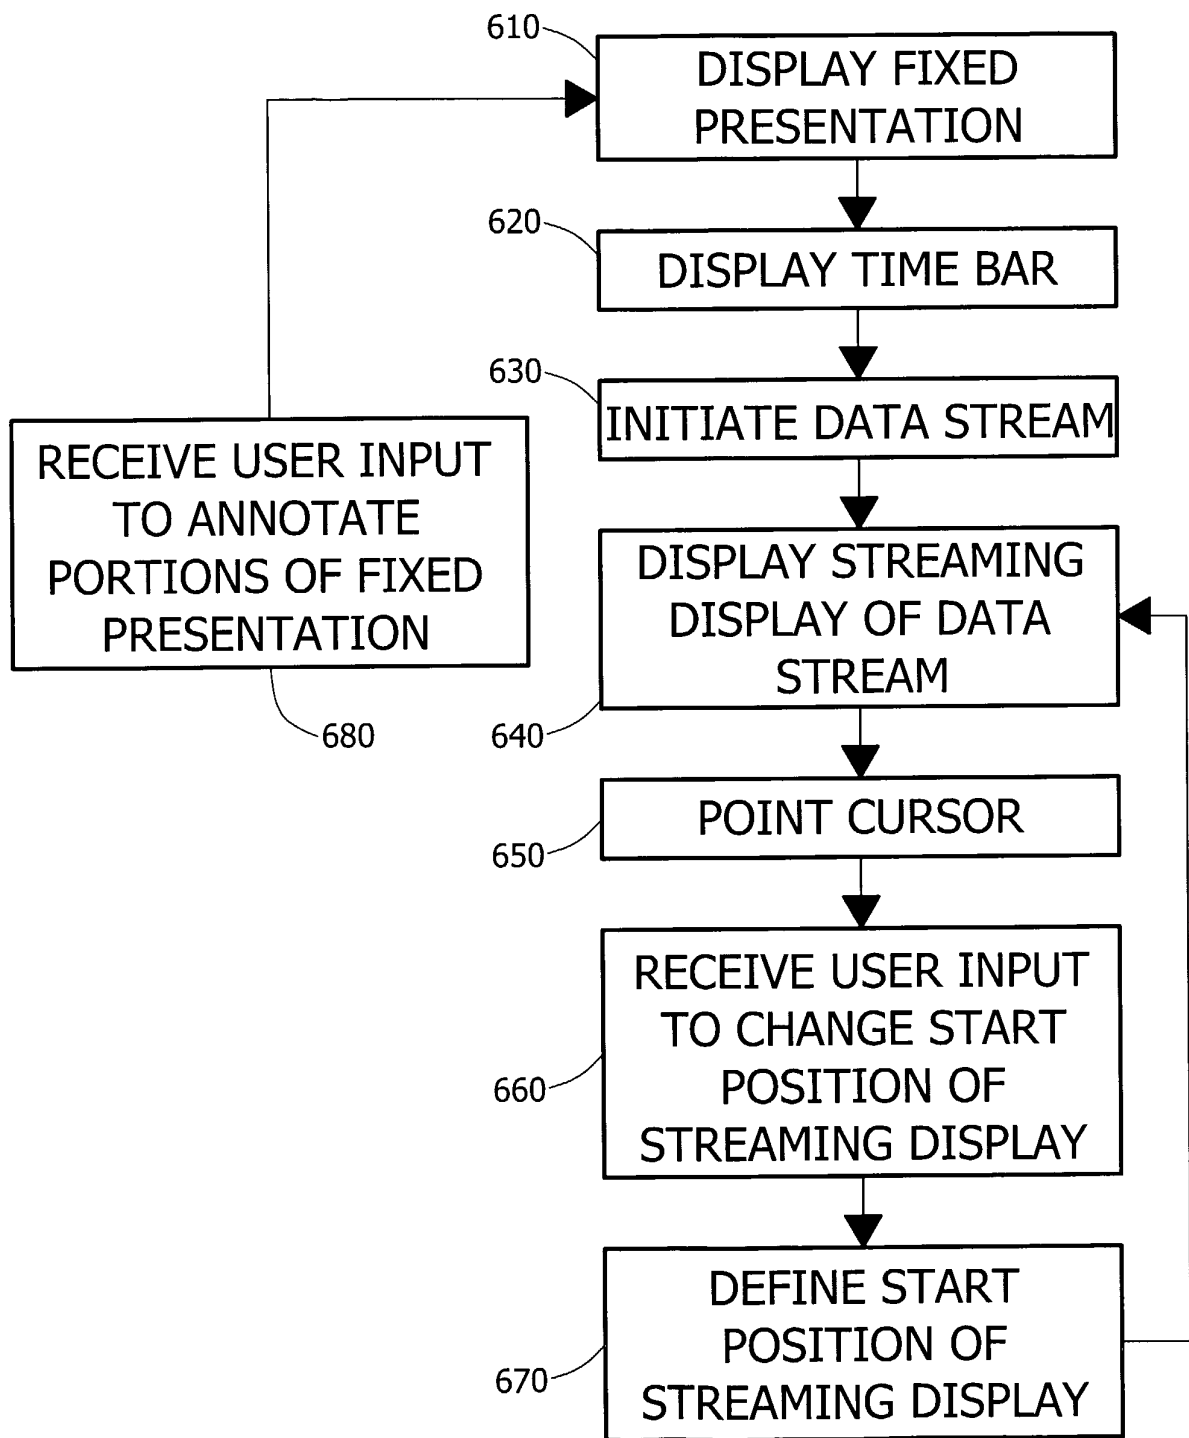 610
DISPLAY FIXED
PRESENTATION
620
DISPLAY TIME BAR
630
INITIATE DATA STREAM
RECEIVE USER INPUT
TO ANNOTATE
PORTIONS OF FIXED
PRESENTATION
680
DISPLAY STREAMING
DISPLAY OF DATA
STREAM
640
POINT CURSOR
650
RECEIVE USER INPUT
TO CHANGE START
POSITION OF
STREAMING DISPLAY
660
DEFINE START
POSITION OF
STREAMING DISPLAY
670